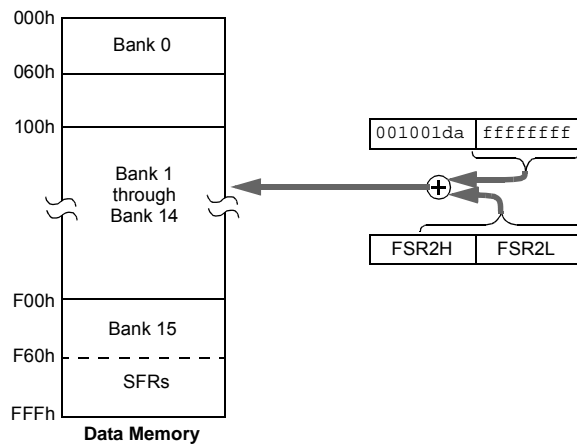 000h
Bank 0
060h
100h
001001da ffffffff
Bank 1
through
Bank 14
FSR2H FSR2L
F00h
Bank 15
F60h
SFRs
FFFh
Data Memory